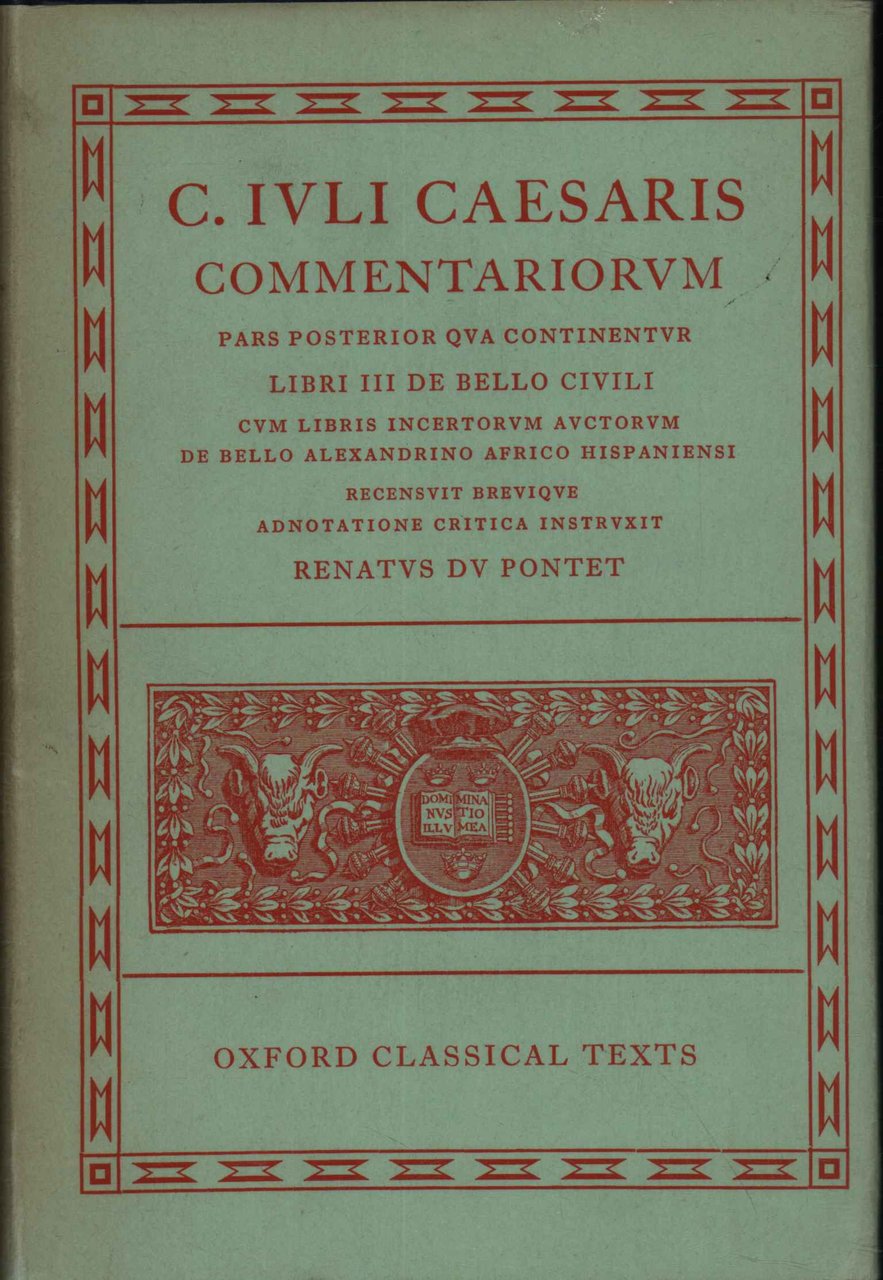 C. IVLI CAESARIS
COMMENTARIORVM
PARS POSTERIOR QVA CONTINENTVR
LIBRI III DE BELLO CIVILI
CVM LIBRIS INCERTORVM AVCTORVM
DE BELLO ALEXANDRINO AFRICO HISPANIENSI
RECENSVIT BREVIQVE
ADNOTATIONE CRITICA INSTRVXIT
RENATVS DV PONTET
DOMI MINA
NVS TIO
ILLV MEA
OXFORD CLASSICAL TEXTS